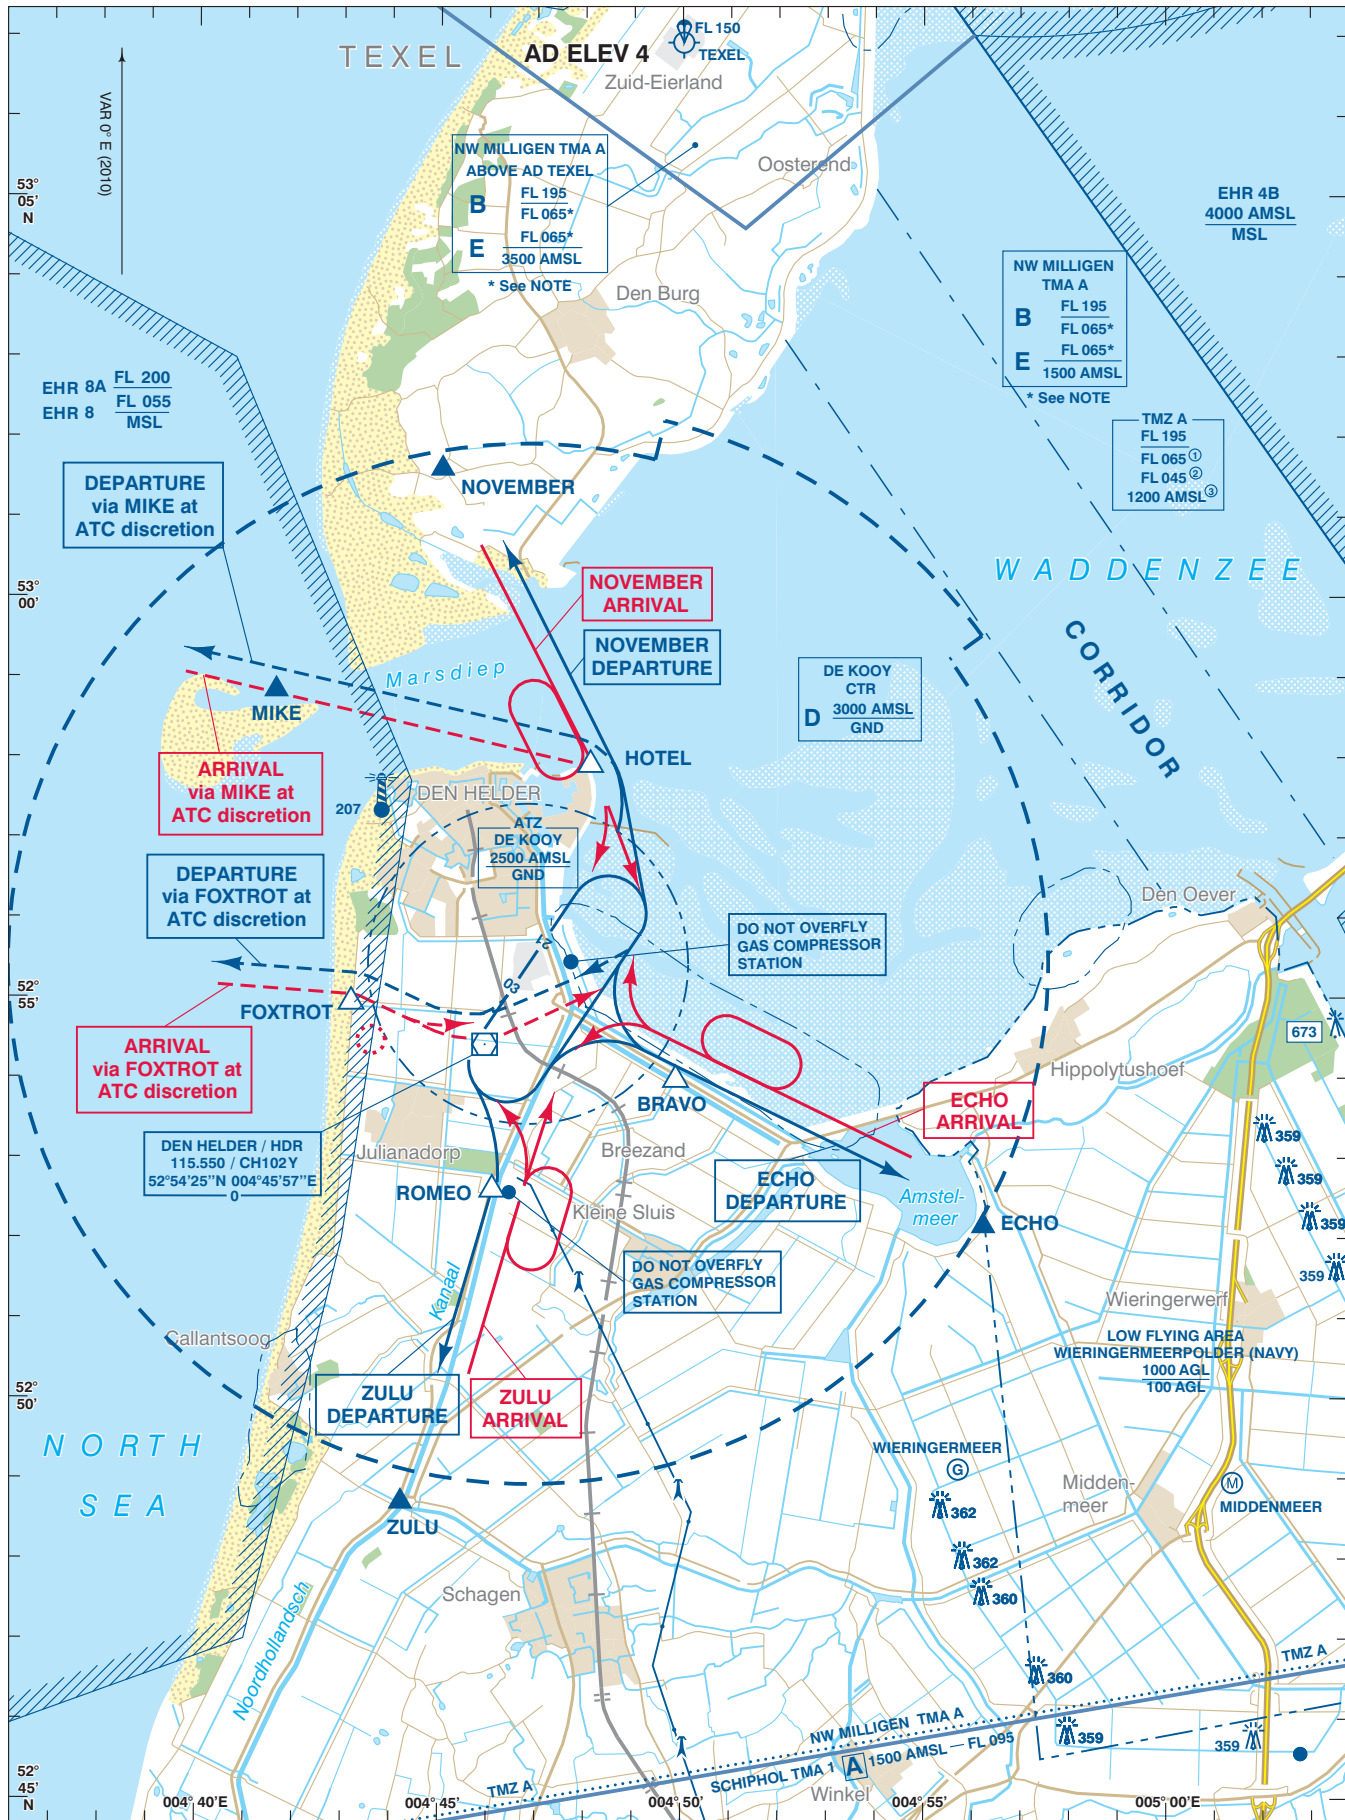 TEXEL
AD ELEV 4
FL 150
TEXEL
Zuid-Eierland
VAR 0° E (2010)
NW MILLIGEN TMA A
ABOVE AD TEXEL
B FL 195
FL 065*
E FL 065*
3500 AMSL
* See NOTE
Oosterend
53°
05'
N
EHR 4B
4000 AMSL
MSL
NW MILLIGEN
TMA A
B FL 195
FL 065*
E FL 065*
1500 AMSL
* See NOTE
Den Burg
EHR 8A FL 200
EHR 8 FL 055
MSL
TMZ A
FL 195
FL 065 ①
FL 045 ②
1200 AMSL ③
DEPARTURE
via MIKE at
ATC discretion
NOVEMBER
53°
00'
WADDENZEE
NOVEMBER
ARRIVAL
NOVEMBER
DEPARTURE
CORRIDOR
Marsdiep
MIKE
DE KOOY
CTR
D 3000 AMSL
GND
HOTEL
ARRIVAL
via MIKE at
ATC discretion
DEN HELDER
207
ATZ
DE KOOY
2500 AMSL
GND
DEPARTURE
via FOXTROT at
ATC discretion
Den Oever
DO NOT OVERFLY
GAS COMPRESSOR
STATION
21
03
52°
55'
FOXTROT
673
ARRIVAL
via FOXTROT at
ATC discretion
Hippolytushoef
BRAVO
ECHO
ARRIVAL
359
DEN HELDER / HDR
115.550 / CH102Y
52°54'25''N 004°45'57''E
0
Julianadorp
Breezand
359
ECHO
DEPARTURE
ROMEO
Amstel-
meer
ECHO
Kleine Sluis
359
359
DO NOT OVERFLY
GAS COMPRESSOR
STATION
Kanaal
Wieringerwerf
Callantsoog
LOW FLYING AREA
WIERINGERMEERPOLDER (NAVY)
1000 AGL
100 AGL
52°
50'
ZULU
DEPARTURE
ZULU
ARRIVAL
NORTH
SEA
WIERINGERMEER
G
Midden-
meer
M
MIDDENMEER
362
ZULU
362
360
Schagen
Noordhollandsch
360
TMZ A
359
359
NW MILLIGEN TMA A
SCHIPHOL TMA 1 A 1500 AMSL — FL 095
TMZ A
Winkel
52°
45'
N
004° 40'E
004° 45'
004° 50'
004° 55'
005° 00'E